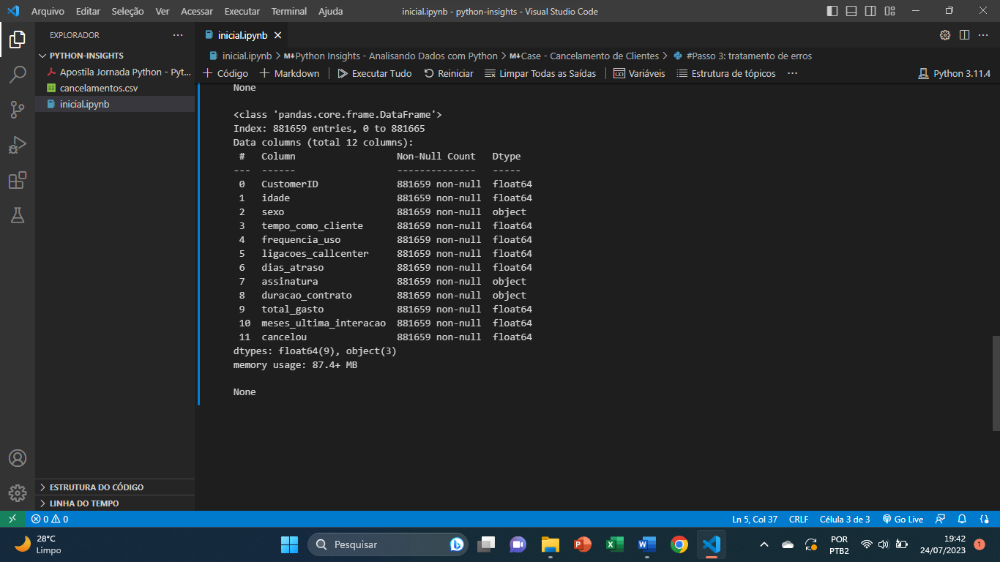 Arquivo Editar Seleção Ver Acessar Executar Terminal Ajuda inicial.ipynb - python-insights - Visual Studio Code
EXPLORADOR ···
PYTHON-INSIGHTS
Apostila Jornada Python - Pyt...
cancelamentos.csv
inicial.ipynb
ESTRUTURA DO CÓDIGO
LINHA DO TEMPO
inicial.ipynb
inicial.ipynb > M↓Python Insights - Analisando Dados com Python > M↓Case - Cancelamento de Clientes > #Passo 3: tratamento de erros
+ Código + Markdown Executar Tudo Reiniciar Limpar Todas as Saídas Variáveis Estrutura de tópicos ··· Python 3.11.4
None
<class 'pandas.core.frame.DataFrame'>
Index: 881659 entries, 0 to 881665
Data columns (total 12 columns):
# Column Non-Null Count Dtype
--- ------ -------------- -----
0 CustomerID 881659 non-null float64
1 idade 881659 non-null float64
2 sexo 881659 non-null object
3 tempo_como_cliente 881659 non-null float64
4 frequencia_uso 881659 non-null float64
5 ligacoes_callcenter 881659 non-null float64
6 dias_atraso 881659 non-null float64
7 assinatura 881659 non-null object
8 duracao_contrato 881659 non-null object
9 total_gasto 881659 non-null float64
10 meses_ultima_interacao 881659 non-null float64
11 cancelou 881659 non-null float64
dtypes: float64(9), object(3)
memory usage: 87.4+ MB
None
0 0 Ln 5, Col 37 CRLF Célula 3 de 3 Go Live
28°C
Limpo
Pesquisar
POR
PTB2
19:42
24/07/2023
1